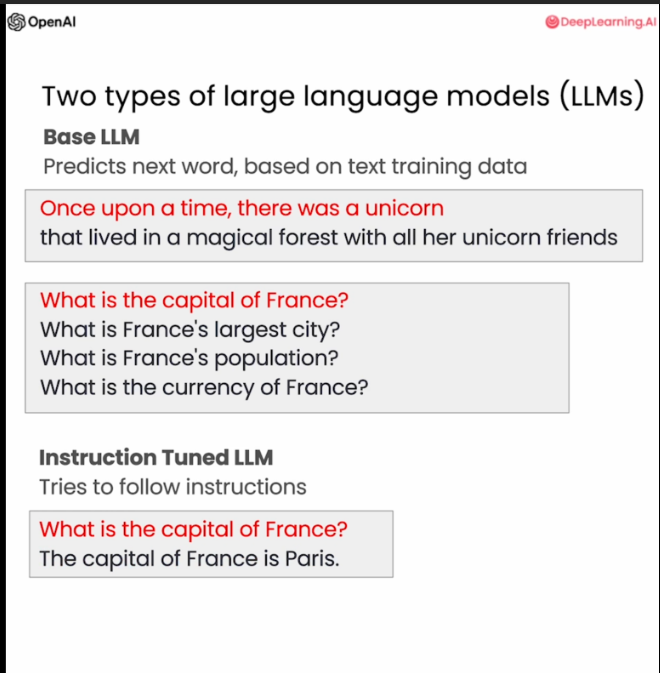 OpenAI
DeepLearning.AI
Two types of large language models (LLMs)
Base LLM
Predicts next word, based on text training data
Once upon a time, there was a unicorn
that lived in a magical forest with all her unicorn friends
What is the capital of France?
What is France's largest city?
What is France's population?
What is the currency of France?
Instruction Tuned LLM
Tries to follow instructions
What is the capital of France?
The capital of France is Paris.